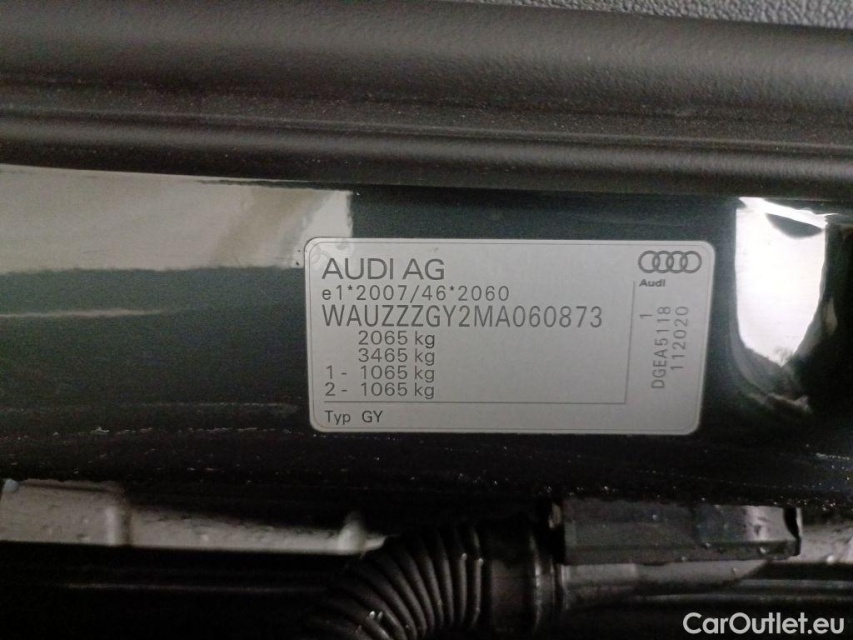 AUDI AG
e1*2007/46*2060
WAUZZZGY2MA060873
2065 kg
3465 kg
1 - 1065 kg
2 - 1065 kg
Typ GY
Audi
DGEA5118 1
112020
CarOutlet.eu